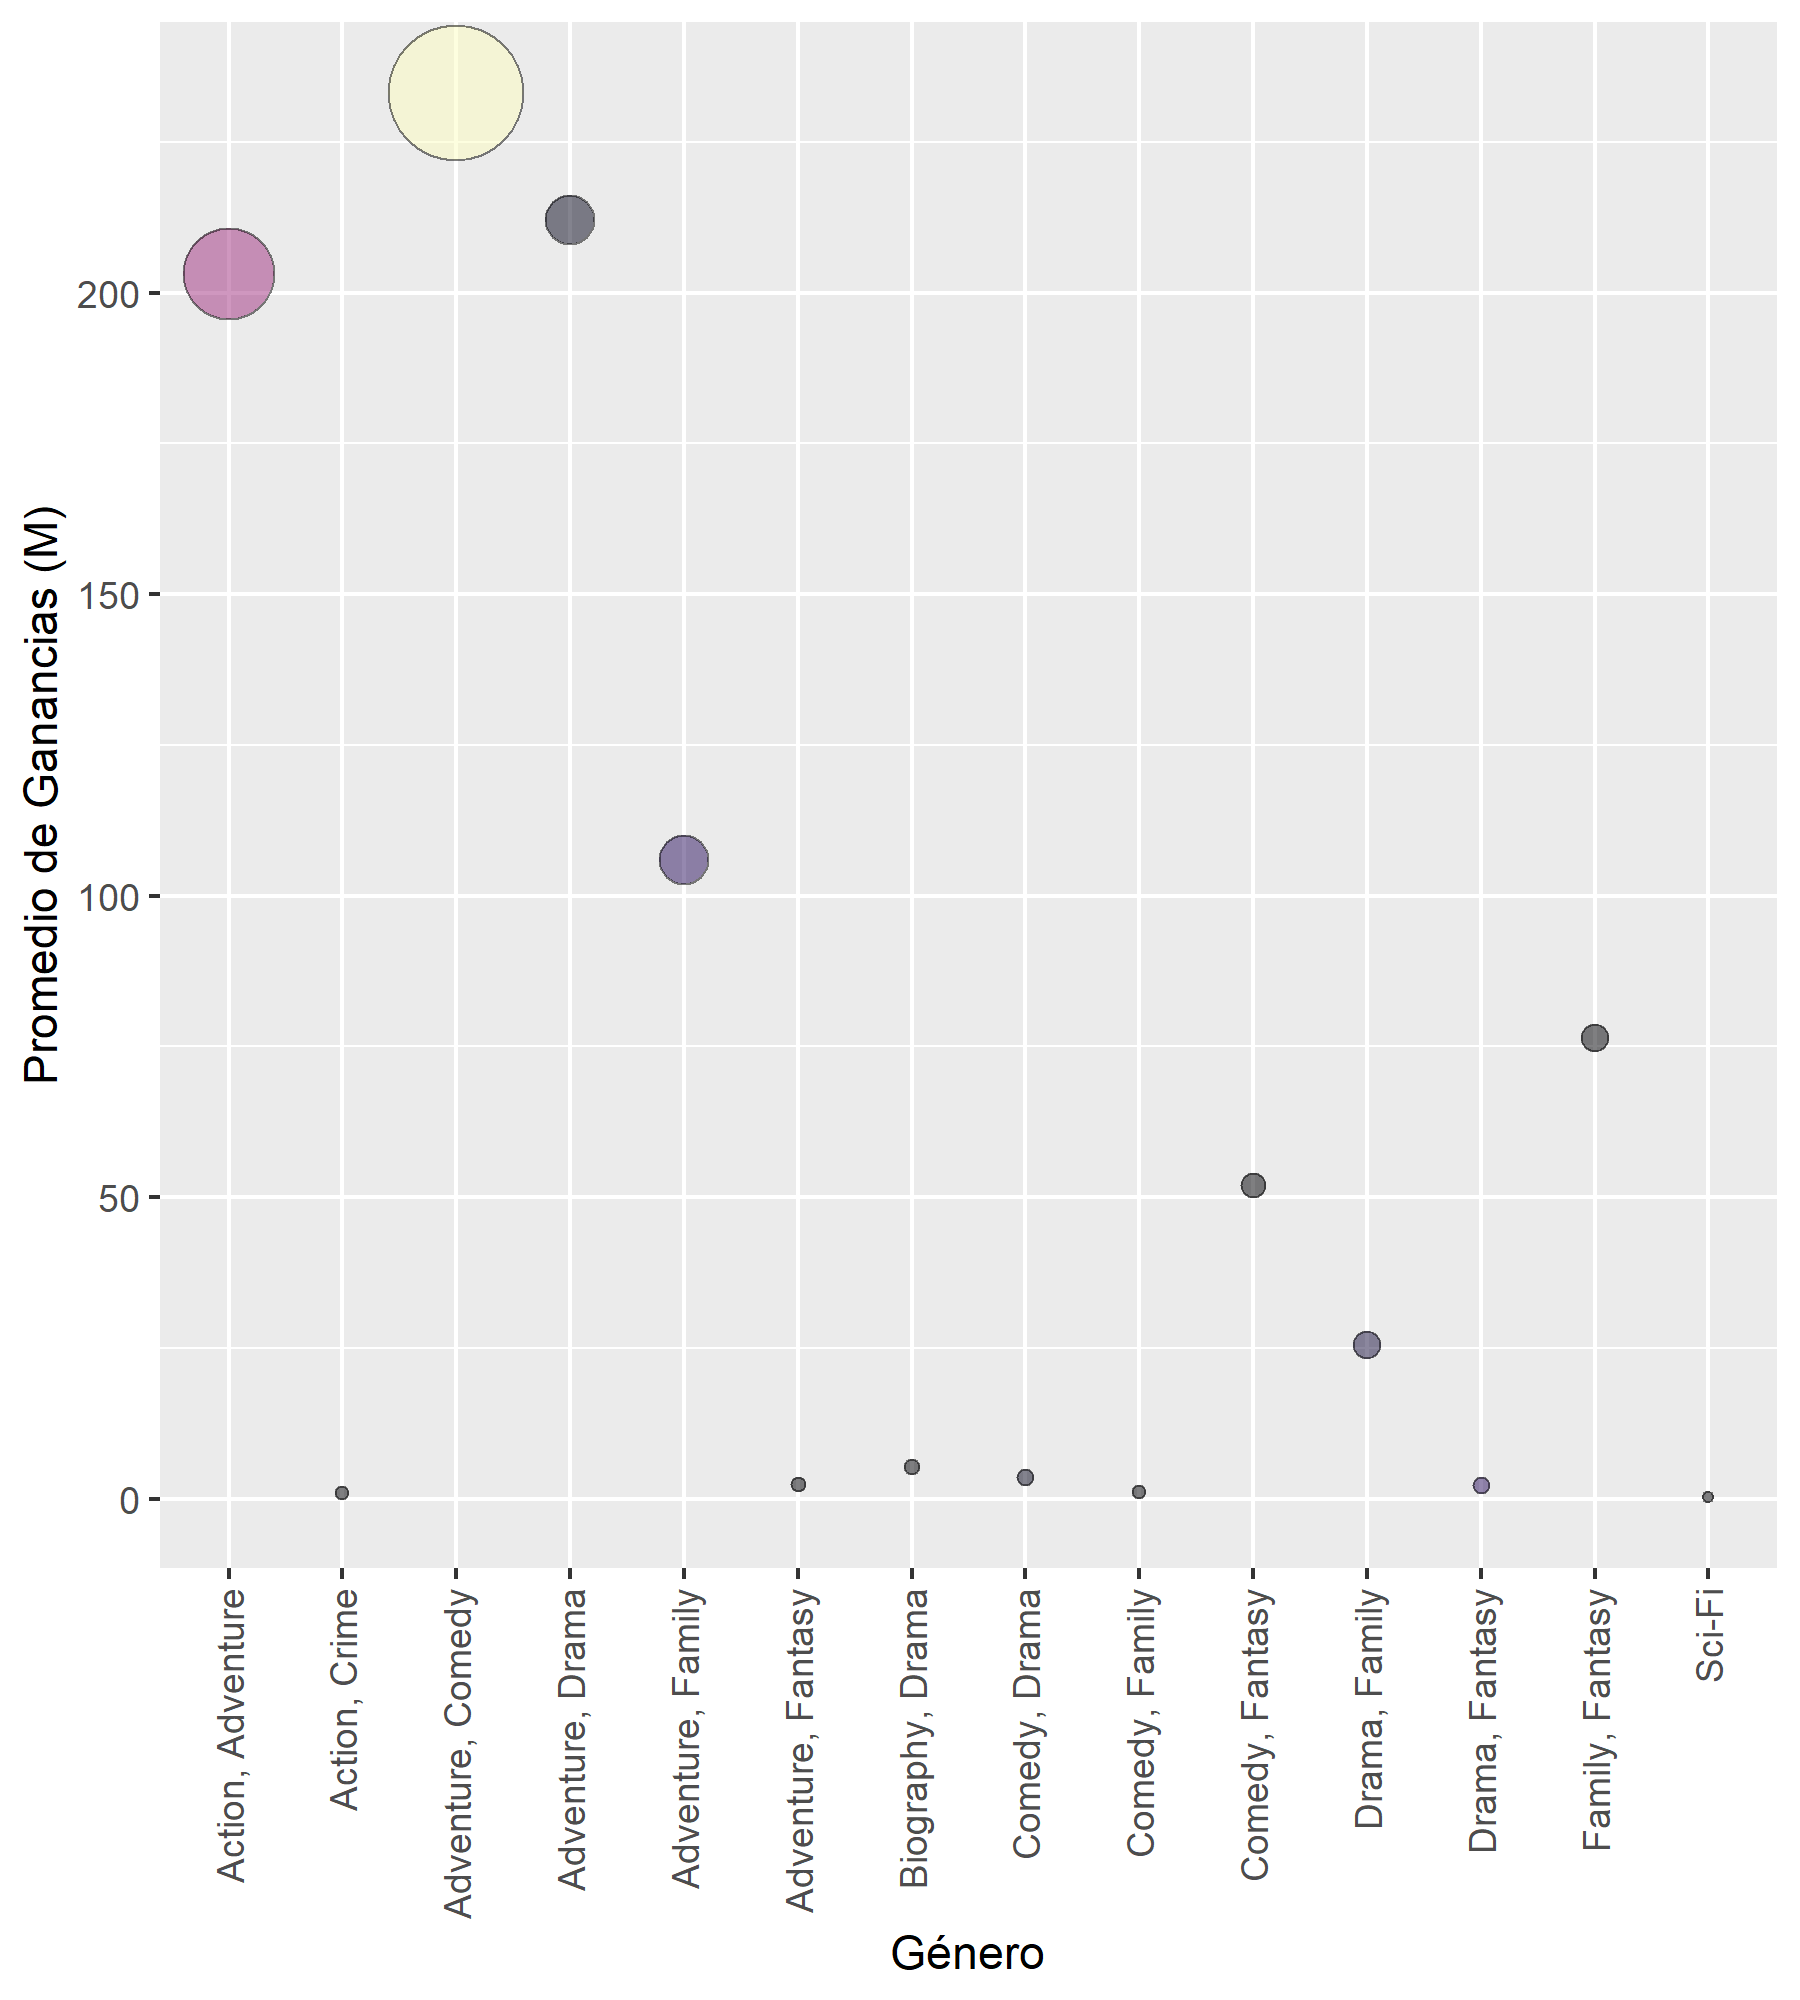 Promedio de Ganancias (M)
200
150
100
50
0
Action, Adventure
Action, Crime
Adventure, Comedy
Adventure, Drama
Adventure, Family
Adventure, Fantasy
Biography, Drama
Comedy, Drama
Comedy, Family
Comedy, Fantasy
Drama, Family
Drama, Fantasy
Family, Fantasy
Sci-Fi
Género